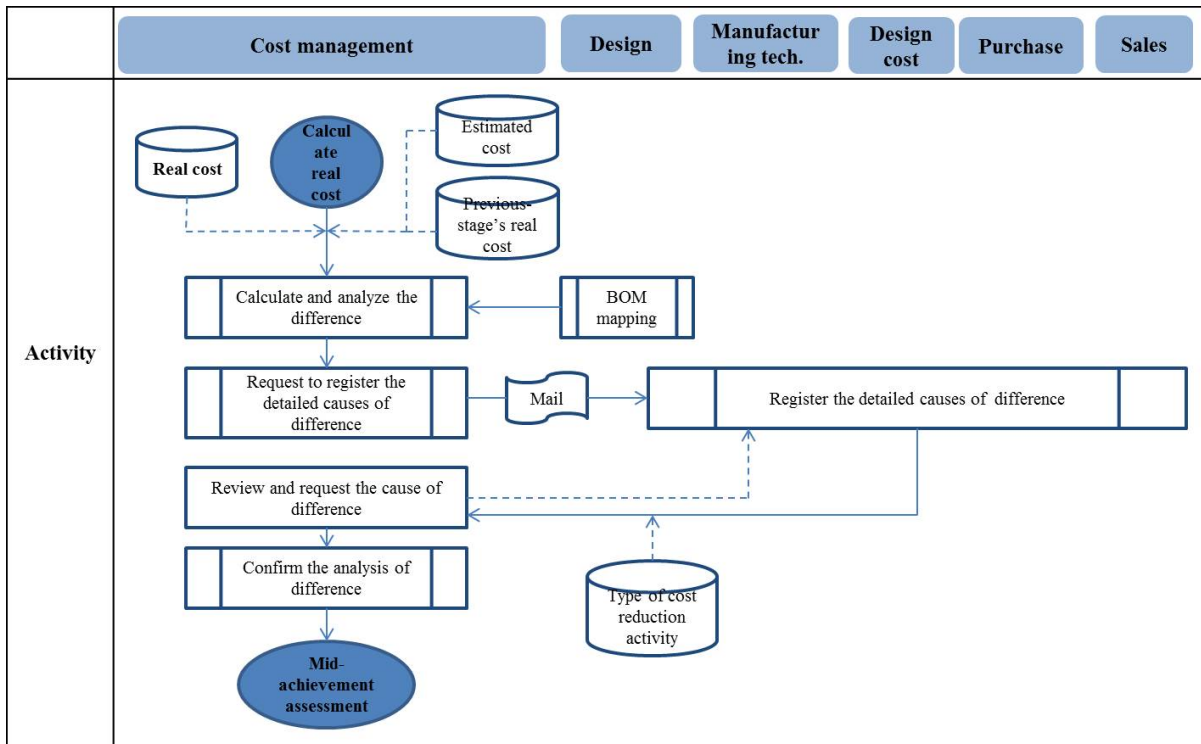 Cost management
Design
Manufactur
ing tech.
Design
cost
Purchase
Sales
Activity
Real cost
Calcul
ate
real
cost
Estimated
cost
Previous-
stage's real
cost
Calculate and analyze the
difference
BOM
mapping
Request to register the
detailed causes of
difference
Mail
Register the detailed causes of difference
Review and request the cause of
difference
Confirm the analysis of
difference
Type of cost
reduction
activity
Mid-
achievement
assessment